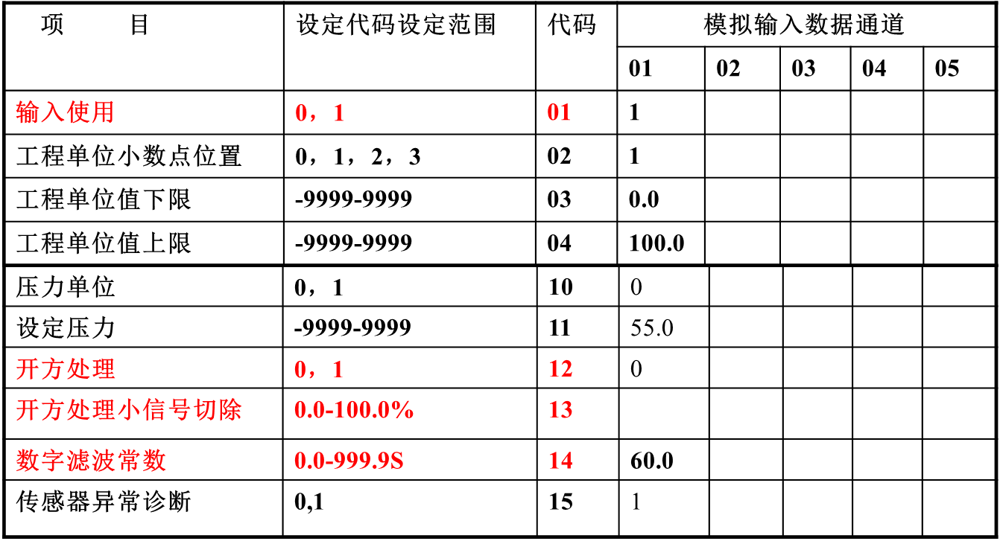 项 目 设定代码设定范围 代码 模拟输入数据通道
01 02 03 04 05
输入使用 0，1 01 1
工程单位小数点位置 0，1，2，3 02 1
工程单位值下限 -9999-9999 03 0.0
工程单位值上限 -9999-9999 04 100.0
压力单位 0，1 10 0
设定压力 -9999-9999 11 55.0
开方处理 0，1 12 0
开方处理小信号切除 0.0-100.0% 13
数字滤波常数 0.0-999.9S 14 60.0
传感器异常诊断 0,1 15 1